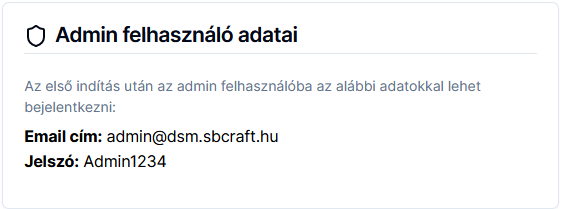 Admin felhasználó adatai
Az első indítás után az admin felhasználóba az alábbi adatokkal lehet
bejelentkezni:
Email cím: admin@dsm.sbcraft.hu
Jelszó: Admin1234